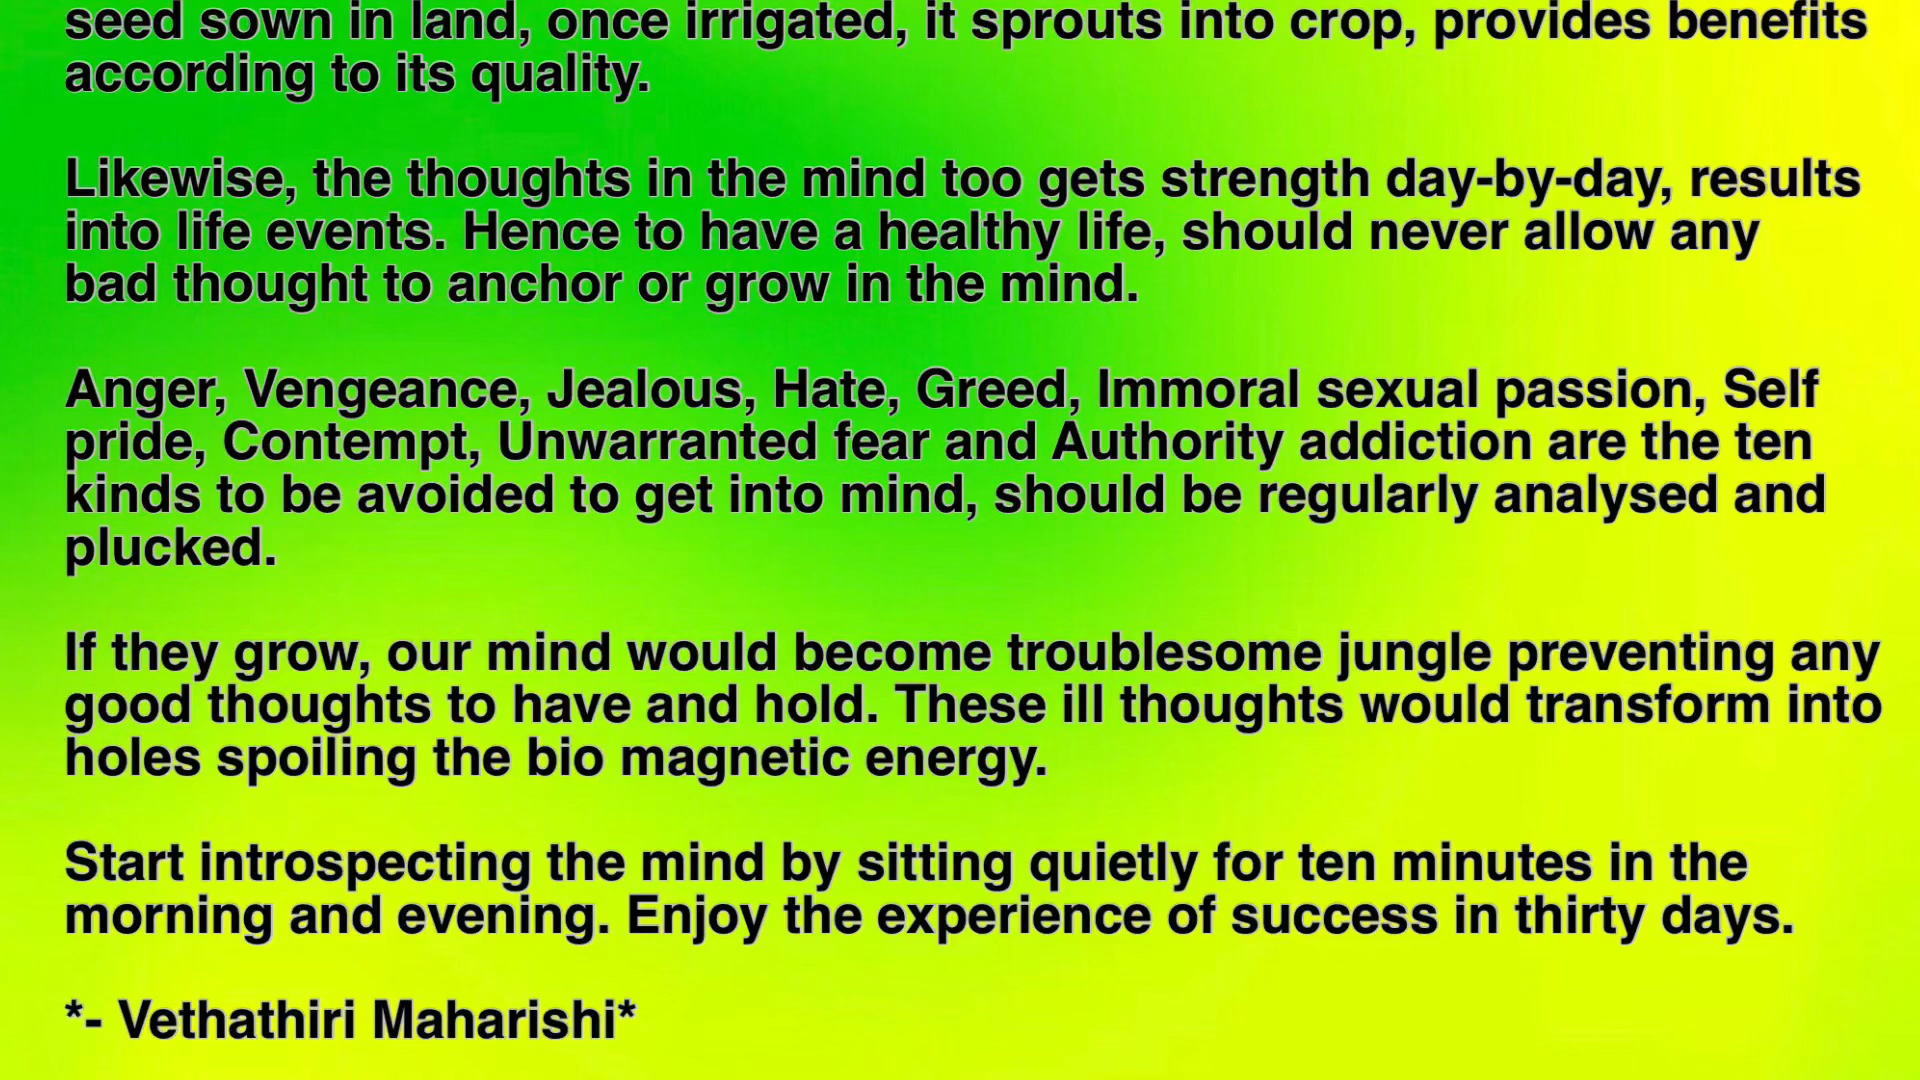 seed sown in land, once irrigated, it sprouts into crop, provides benefits
according to its quality.
Likewise, the thoughts in the mind too gets strength day-by-day, results
into life events. Hence to have a healthy life, should never allow any
bad thought to anchor or grow in the mind.
Anger, Vengeance, Jealous, Hate, Greed, Immoral sexual passion, Self
pride, Contempt, Unwarranted fear and Authority addiction are the ten
kinds to be avoided to get into mind, should be regularly analysed and
plucked.
If they grow, our mind would become troublesome jungle preventing any
good thoughts to have and hold. These ill thoughts would transform into
holes spoiling the bio magnetic energy.
Start introspecting the mind by sitting quietly for ten minutes in the
morning and evening. Enjoy the experience of success in thirty days.
*- Vethathiri Maharishi*